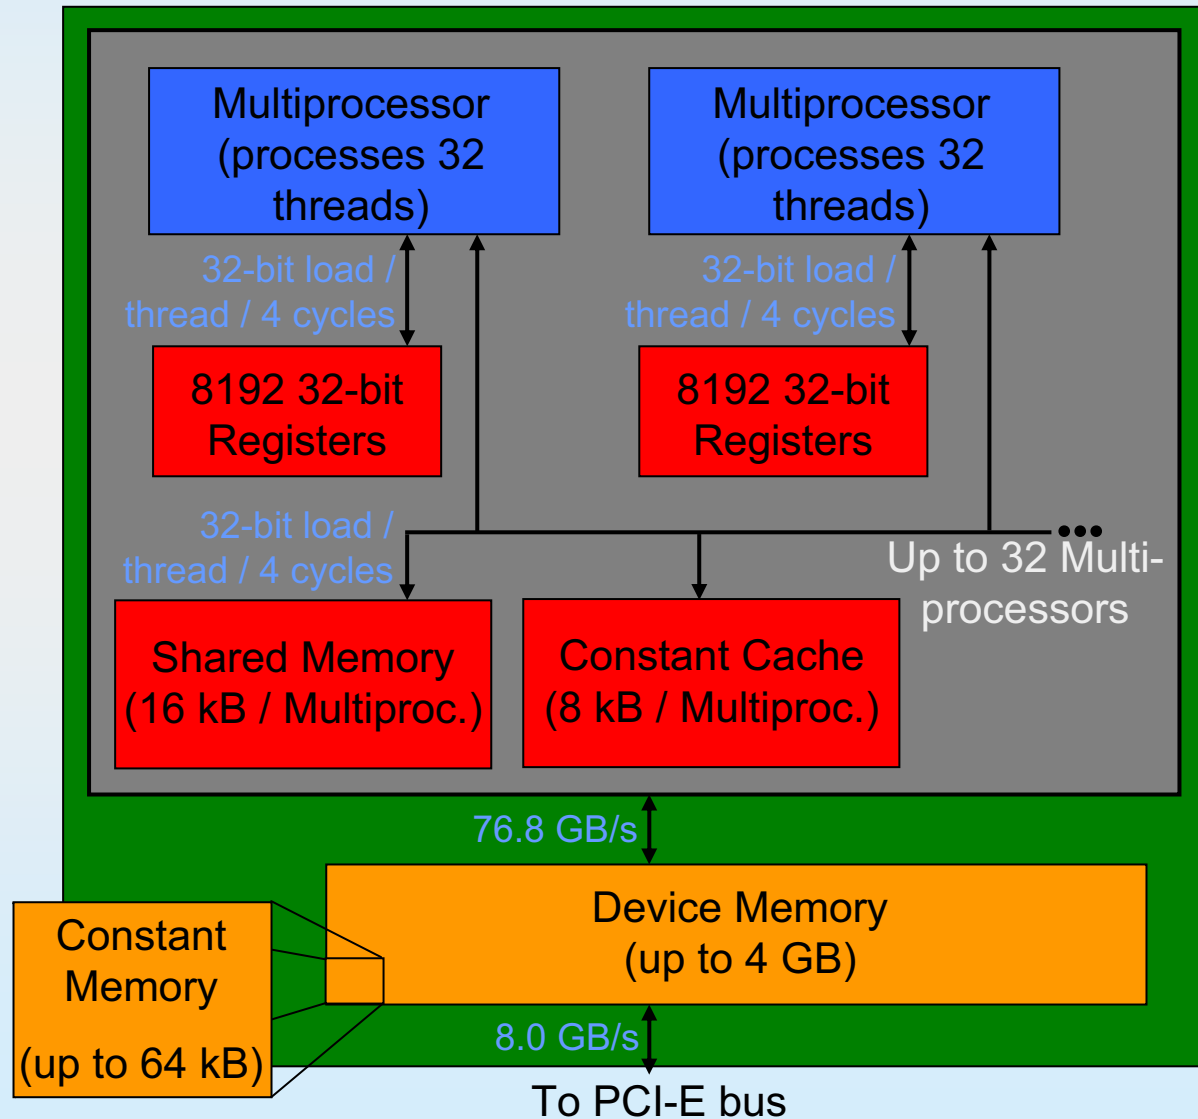 Multiprocessor
(processes 32
threads)
Multiprocessor
(processes 32
threads)
32-bit load /
thread / 4 cycles
32-bit load /
thread / 4 cycles
8192 32-bit
Registers
8192 32-bit
Registers
32-bit load /
thread / 4 cycles
Up to 32 Multi-
processors
Shared Memory
(16 kB / Multiproc.)
Constant Cache
(8 kB / Multiproc.)
76.8 GB/s
Device Memory
(up to 4 GB)
Constant
Memory
(up to 64 kB)
8.0 GB/s
To PCI-E bus